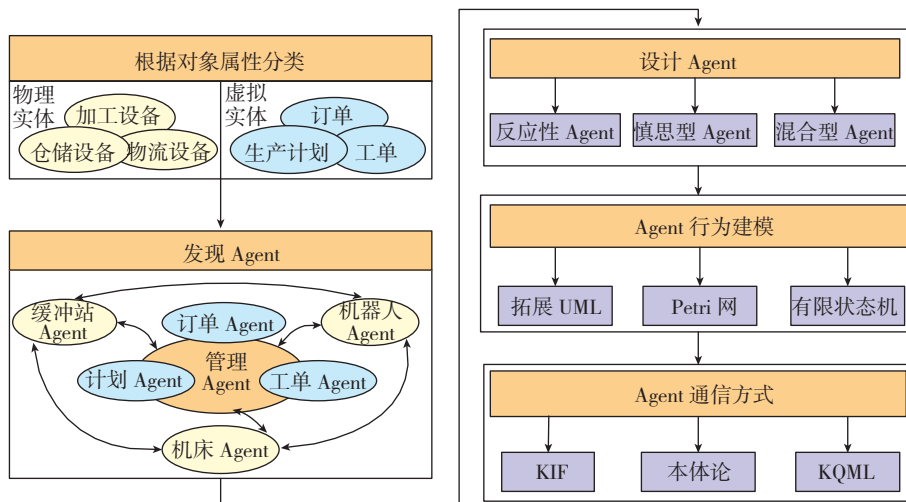 根据对象属性分类
物理
实体
加工设备
仓储设备
物流设备
虚拟
实体
订单
生产计划
工单
发现 Agent
缓冲站
Agent
订单 Agent
机器人
Agent
管理
Agent
计划 Agent
工单 Agent
机床 Agent
设计 Agent
反应性 Agent
慎思型 Agent
混合型 Agent
Agent 行为建模
拓展 UML
Petri 网
有限状态机
Agent 通信方式
KIF
本体论
KQML